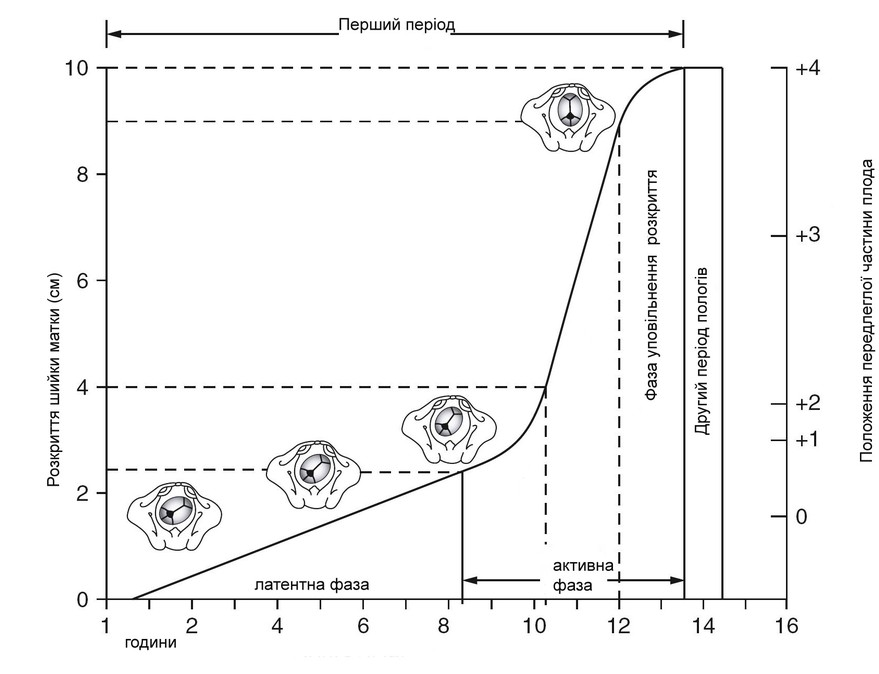 Перший період
10
8
6
4
2
0
Розкриття шийки матки (см)
+4
+3
+2
+1
0
Положення передлеглої частини плода
Фаза уповільнення розкриття
Другий період пологів
латентна фаза
активна
фаза
1 2 4 6 8 10 12 14 16
години